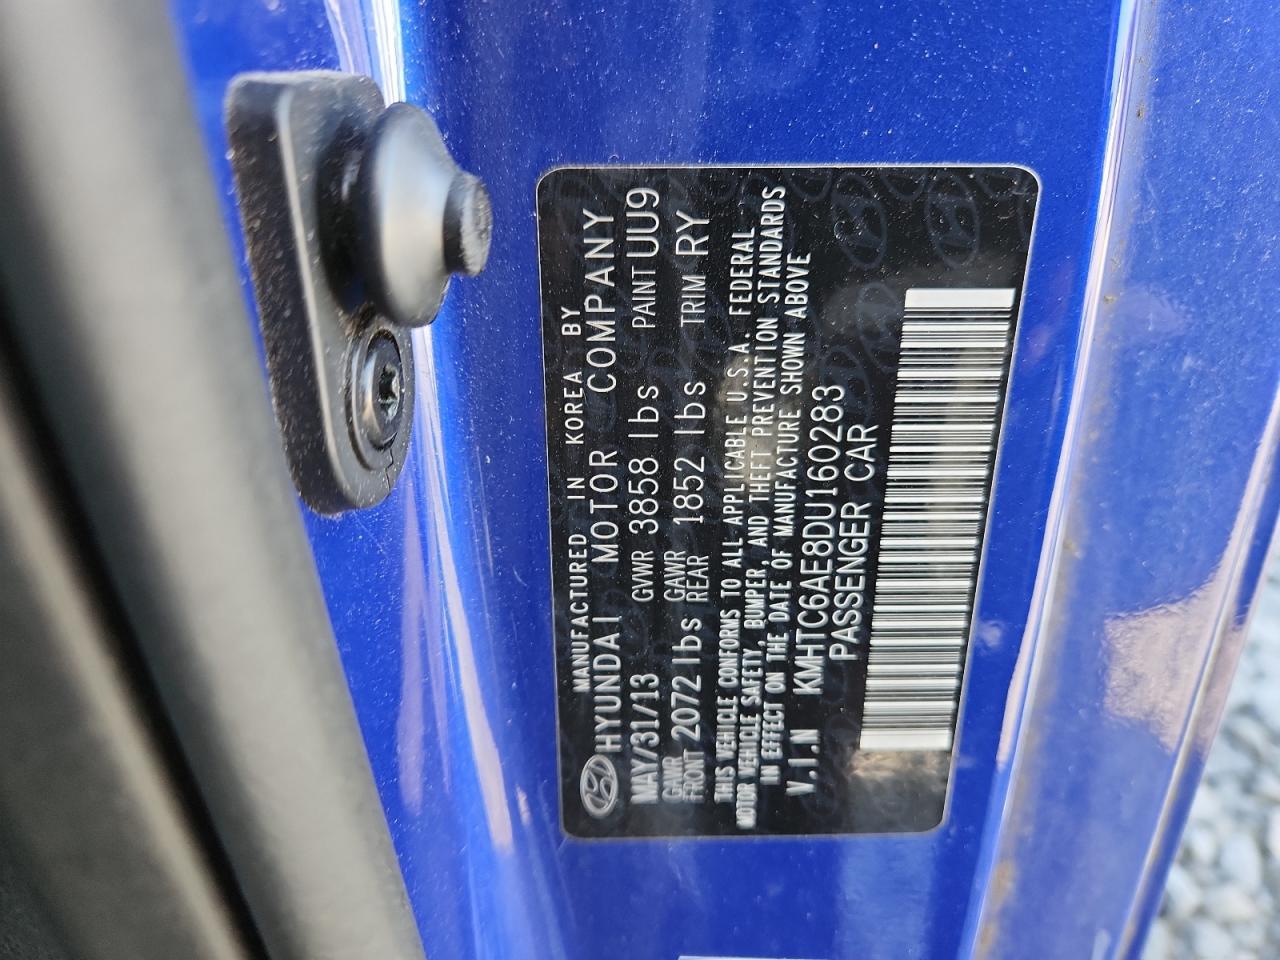 MANUFACTURED IN KOREA BY
HYUNDAI MOTOR COMPANY
MAY/31/13 GVWR 3858 lbs PAINT UU9
GAWR FRONT 2072 lbs GAWR REAR 1852 lbs TRIM RY
THIS VEHICLE CONFORMS TO ALL APPLICABLE U.S.A. FEDERAL
MOTOR VEHICLE SAFETY, BUMPER, AND THEFT PREVENTION STANDARDS
IN EFFECT ON THE DATE OF MANUFACTURE SHOWN ABOVE
V.I.N KMHTC6AE8DU160283
PASSENGER CAR